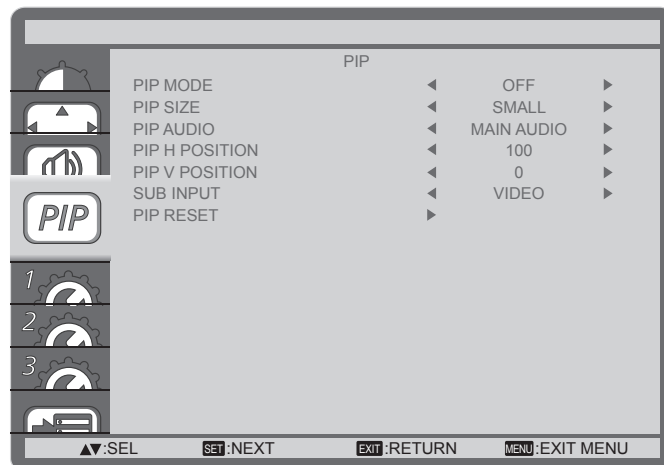 PIP
PIP MODE ◀ OFF ▶
PIP SIZE ◀ SMALL ▶
PIP AUDIO ◀ MAIN AUDIO ▶
PIP H POSITION ◀ 100 ▶
PIP V POSITION ◀ 0 ▶
SUB INPUT ◀ VIDEO ▶
PIP RESET ▶
PIP
1
2
3
▲▼:SEL SET:NEXT EXIT:RETURN MENU:EXIT MENU